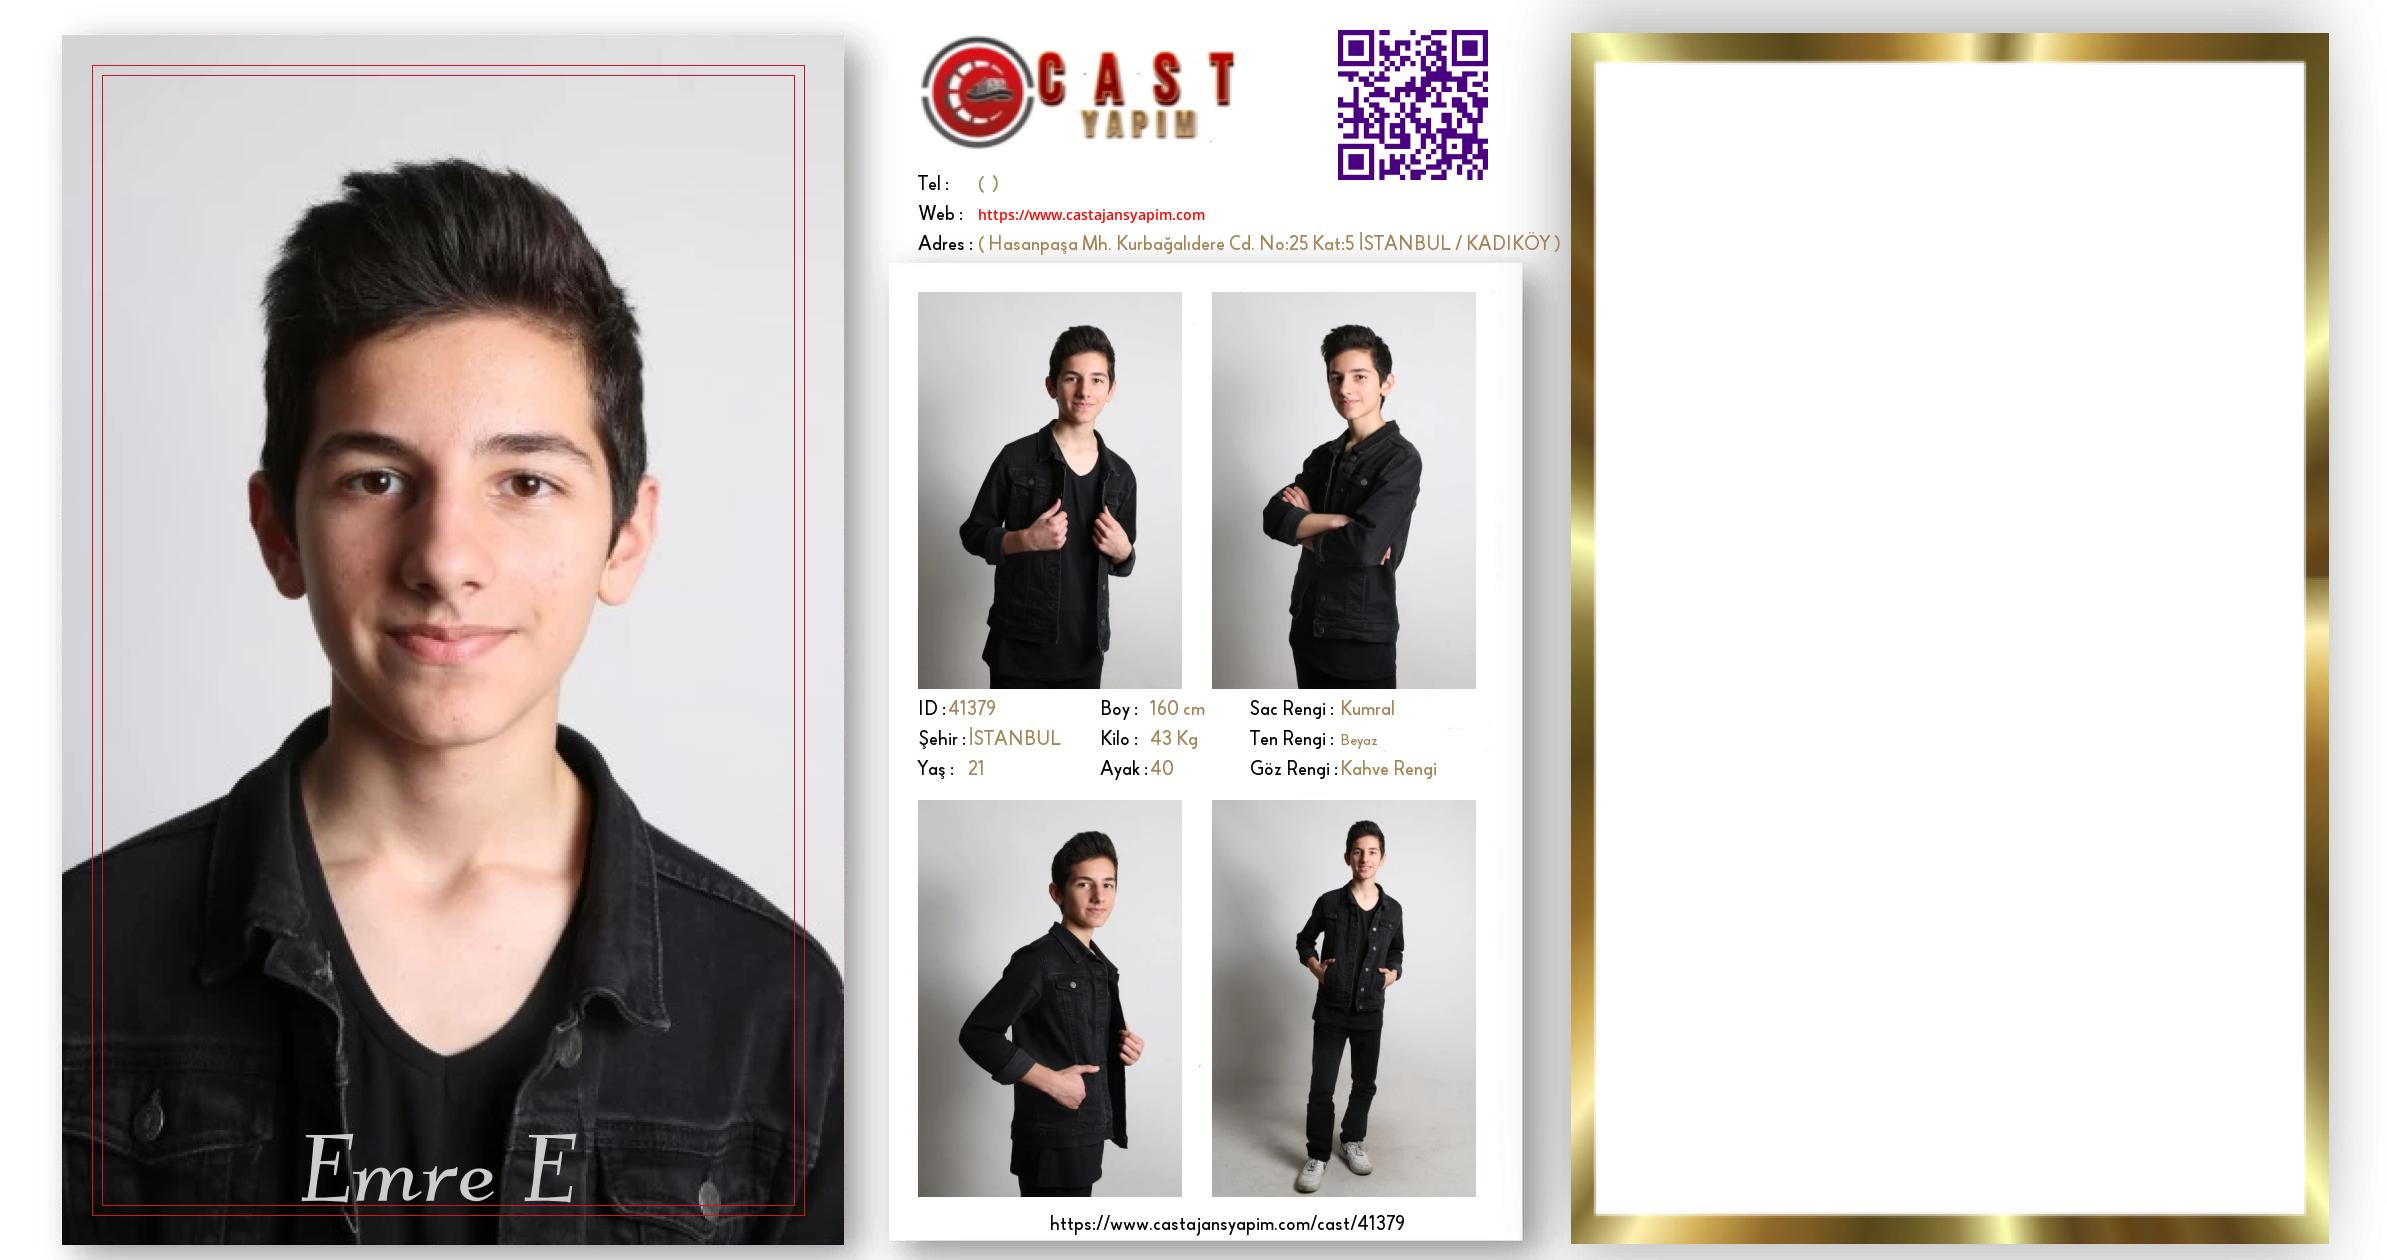 Emre E
CAST
YAPIM
Tel : ( )
Web : https://www.castajansyapim.com
Adres : ( Hasanpaşa Mh. Kurbağalıdere Cd. No:25 Kat:5 İSTANBUL / KADIKÖY )
ID : 41379 Boy : 160 cm Sac Rengi : Kumral
Şehir : İSTANBUL Kilo : 43 Kg Ten Rengi : Beyaz
Yaş : 21 Ayak : 40 Göz Rengi : Kahve Rengi
https://www.castajansyapim.com/cast/41379